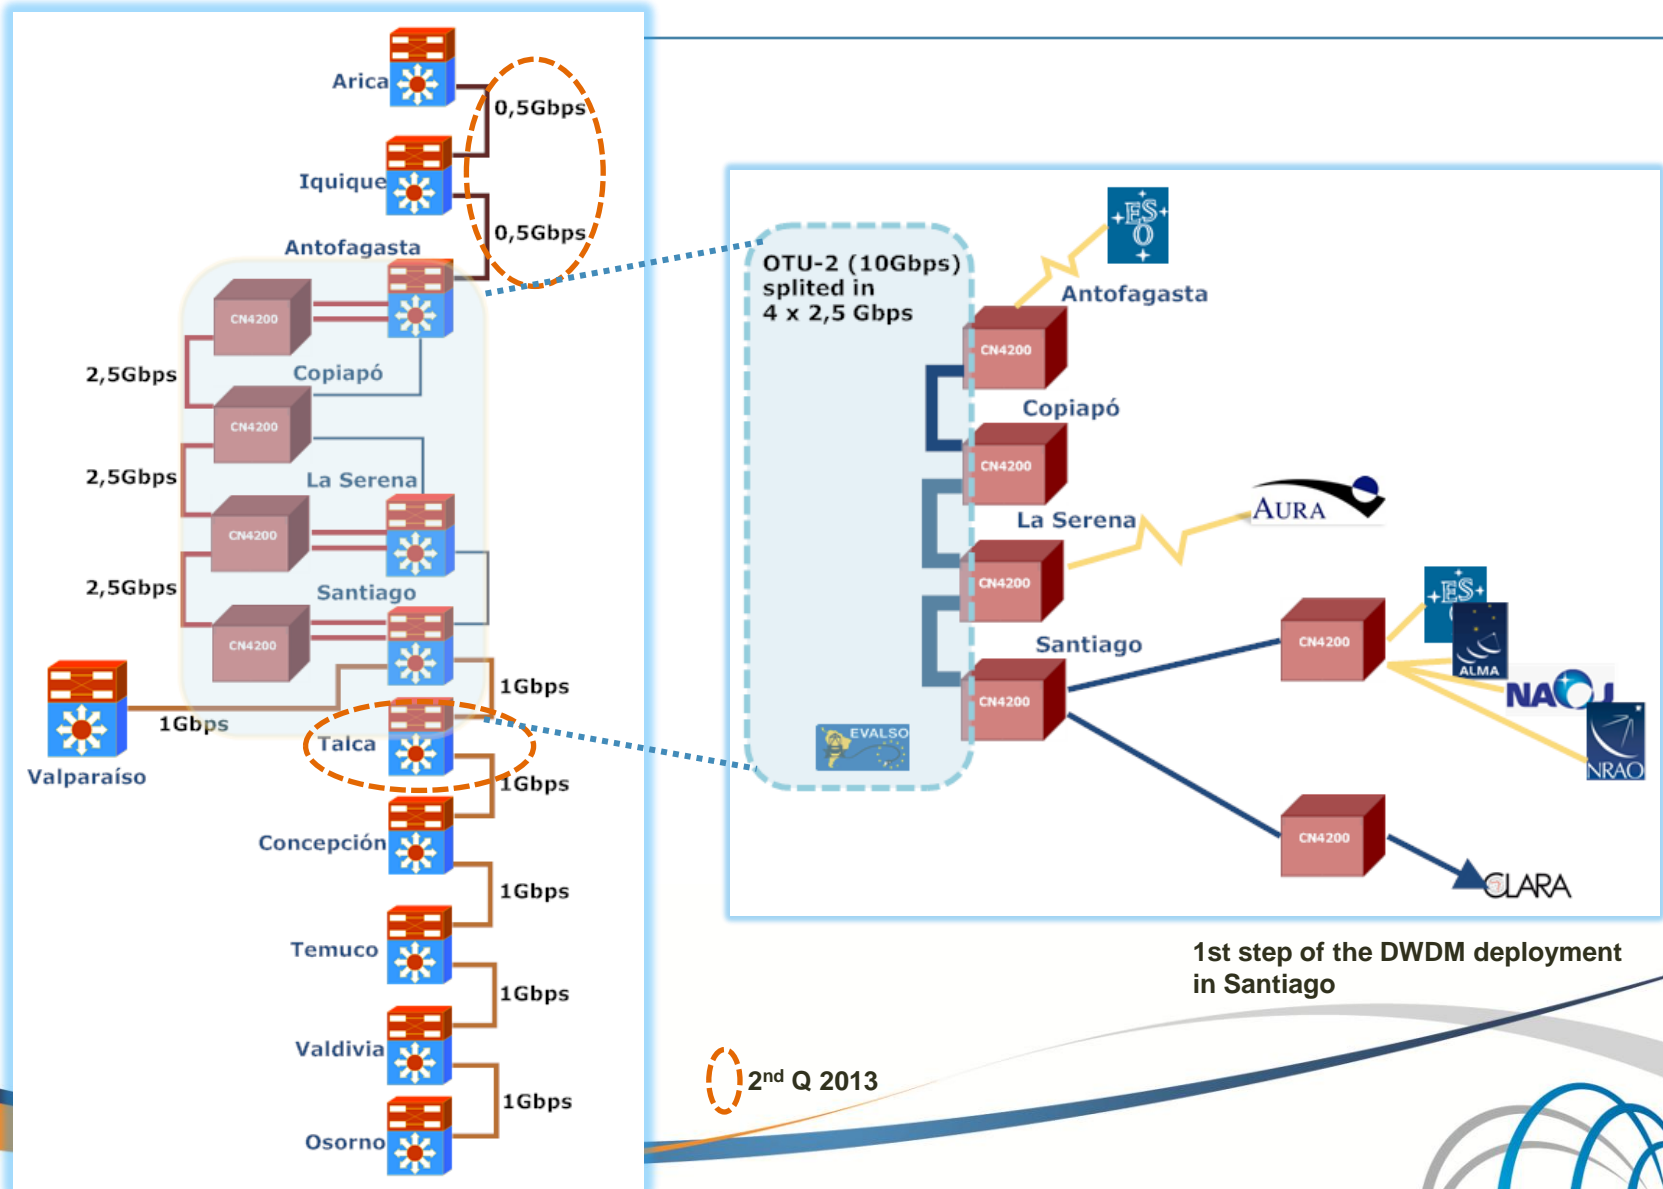 Arica
0,5Gbps
Iquique
0,5Gbps
Antofagasta
CN4200
2,5Gbps
Copiapó
CN4200
2,5Gbps
La Serena
CN4200
2,5Gbps
Santiago
CN4200
1Gbps
1Gbps
Valparaíso
Talca
1Gbps
Concepción
1Gbps
Temuco
1Gbps
Valdivia
1Gbps
Osorno
OTU-2 (10Gbps)
splited in
4 x 2,5 Gbps
EVALSO
ESO
Antofagasta
CN4200
Copiapó
CN4200
La Serena
AURA
CN4200
Santiago
CN4200
CN4200
ESO
ALMA
NAOJ
NRAO
CN4200
CLARA
1st step of the DWDM deployment
in Santiago
2nd Q 2013